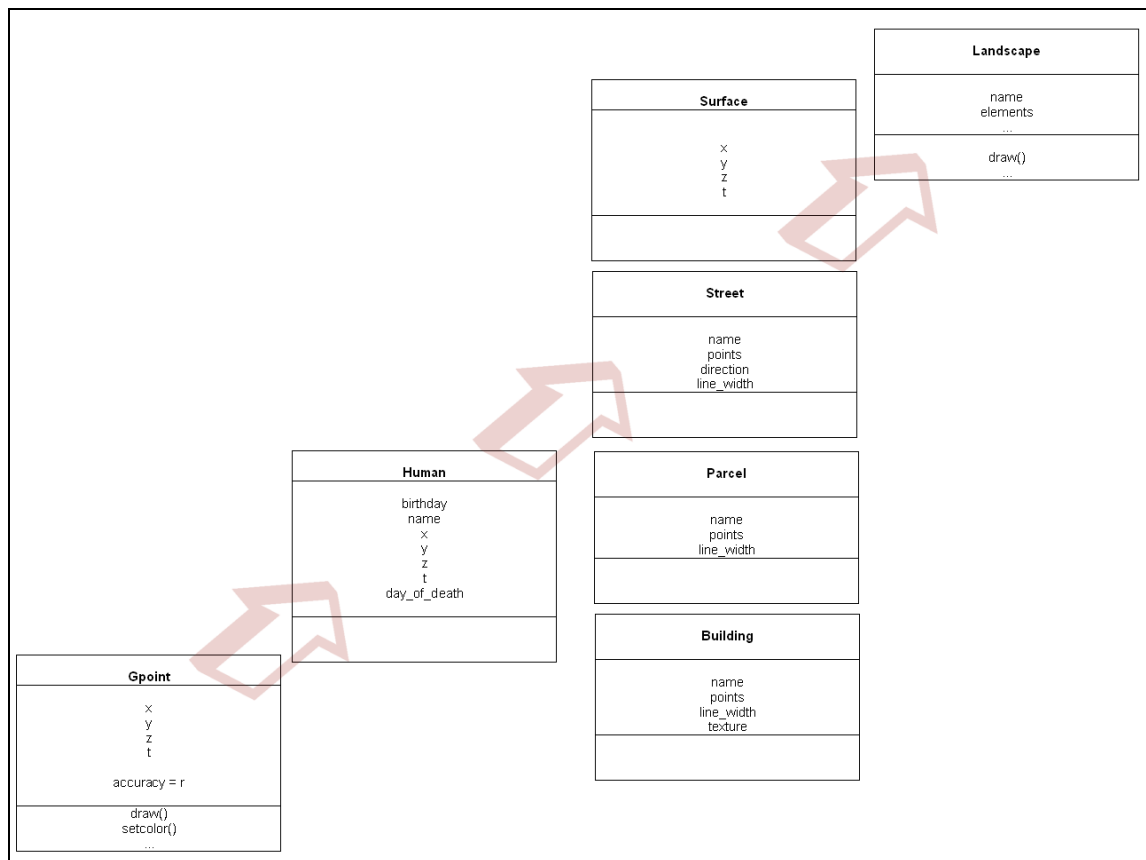 Landscape
name
elements
...
draw()
...
Surface
x
y
z
t
Street
name
points
direction
line_width
Human
birthday
name
x
y
z
t
day_of_death
Parcel
name
points
line_width
Building
name
points
line_width
texture
Gpoint
x
y
z
t
accuracy = r
draw()
setcolor()
...